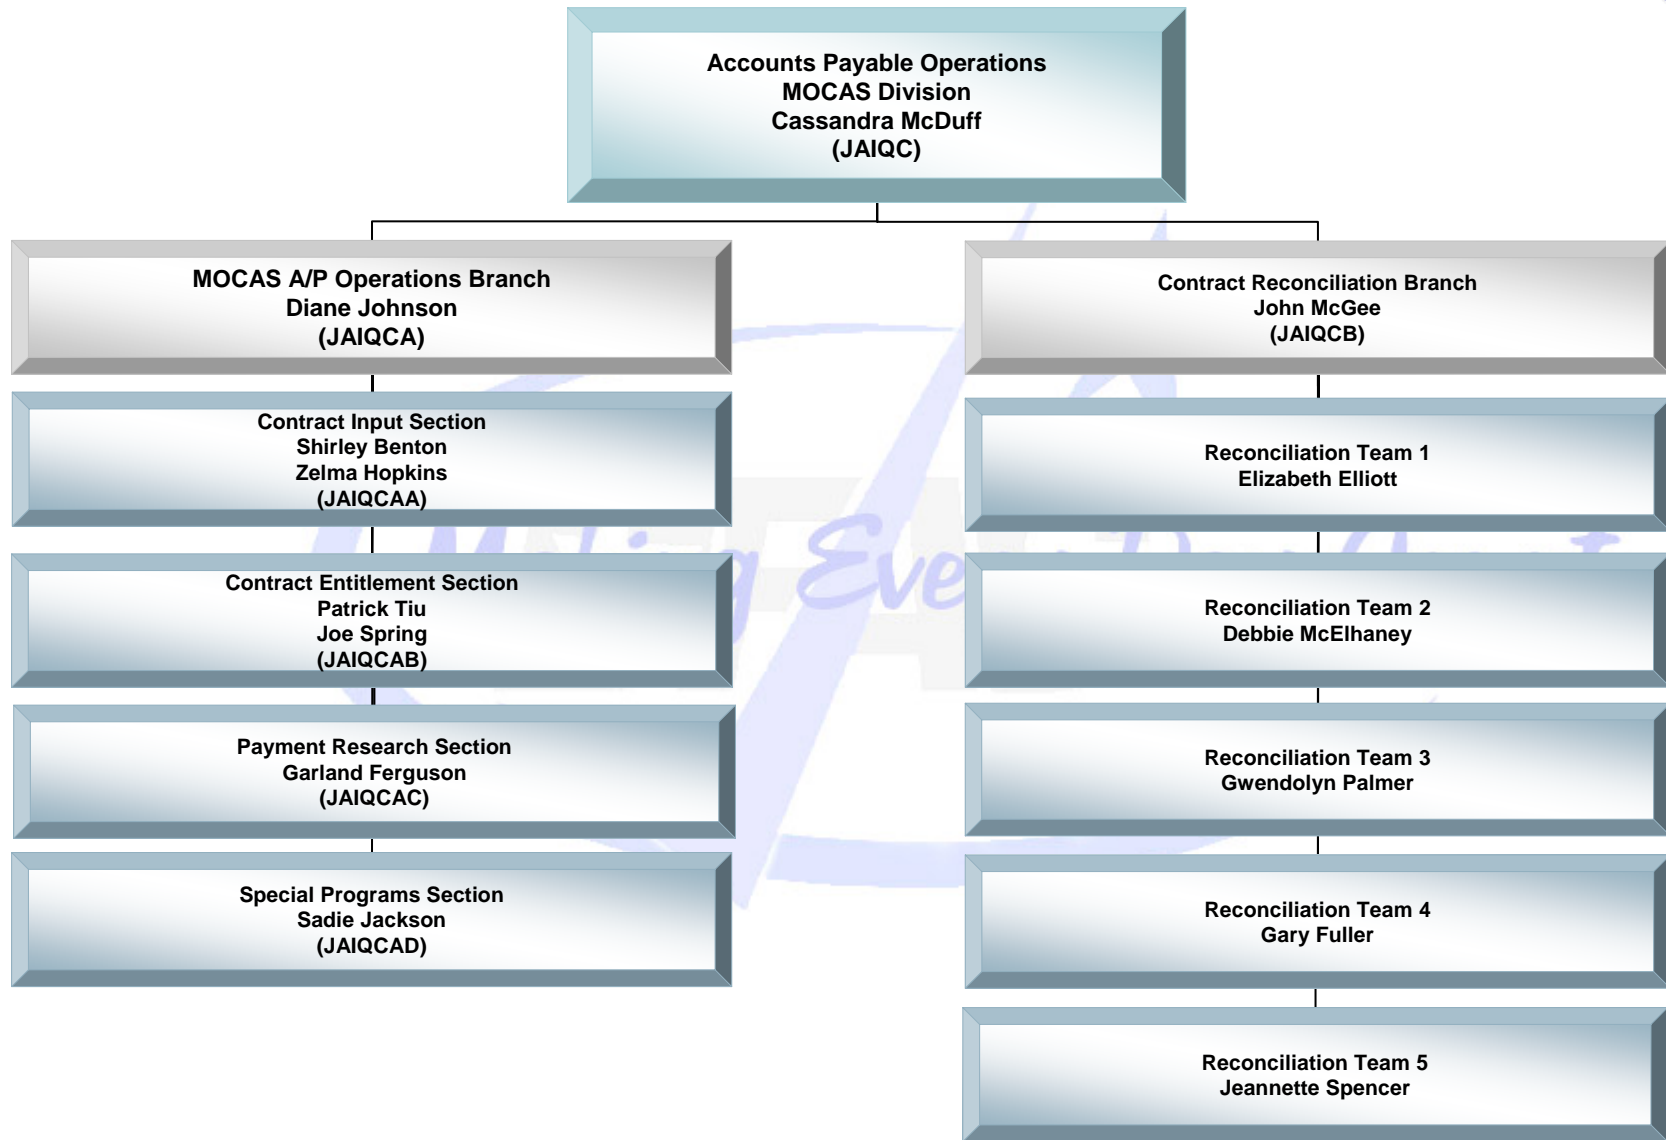 Accounts Payable Operations
MOCAS Division
Cassandra McDuff
(JAIQC)
MOCAS A/P Operations Branch
Diane Johnson
(JAIQCA)
Contract Input Section
Shirley Benton
Zelma Hopkins
(JAIQCAA)
Contract Entitlement Section
Patrick Tiu
Joe Spring
(JAIQCAB)
Payment Research Section
Garland Ferguson
(JAIQCAC)
Special Programs Section
Sadie Jackson
(JAIQCAD)
Contract Reconciliation Branch
John McGee
(JAIQCB)
Reconciliation Team 1
Elizabeth Elliott
Reconciliation Team 2
Debbie McElhaney
Reconciliation Team 3
Gwendolyn Palmer
Reconciliation Team 4
Gary Fuller
Reconciliation Team 5
Jeannette Spencer